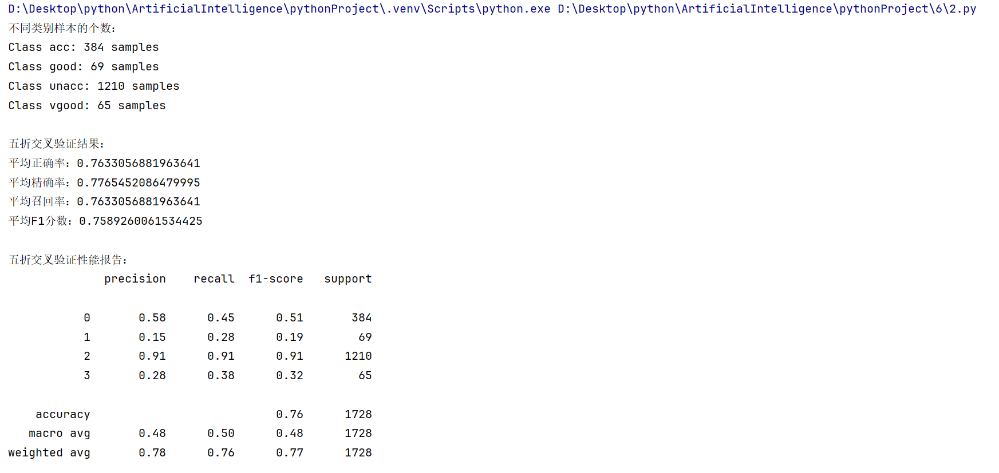 D:\Desktop\python\ArtificialIntelligence\pythonProject\.venv\Scripts\python.exe D:\Desktop\python\ArtificialIntelligence\pythonProject\6\2.py
不同类别样本的个数：
Class acc: 384 samples
Class good: 69 samples
Class unacc: 1210 samples
Class vgood: 65 samples
五折交叉验证结果：
平均正确率：0.7633056881963641
平均精确率：0.7765452086479995
平均召回率：0.7633056881963641
平均F1分数：0.7589260061534425
五折交叉验证性能报告：
precision recall f1-score support
0 0.58 0.45 0.51 384
1 0.15 0.28 0.19 69
2 0.91 0.91 0.91 1210
3 0.28 0.38 0.32 65
accuracy 0.76 1728
macro avg 0.48 0.50 0.48 1728
weighted avg 0.78 0.76 0.77 1728